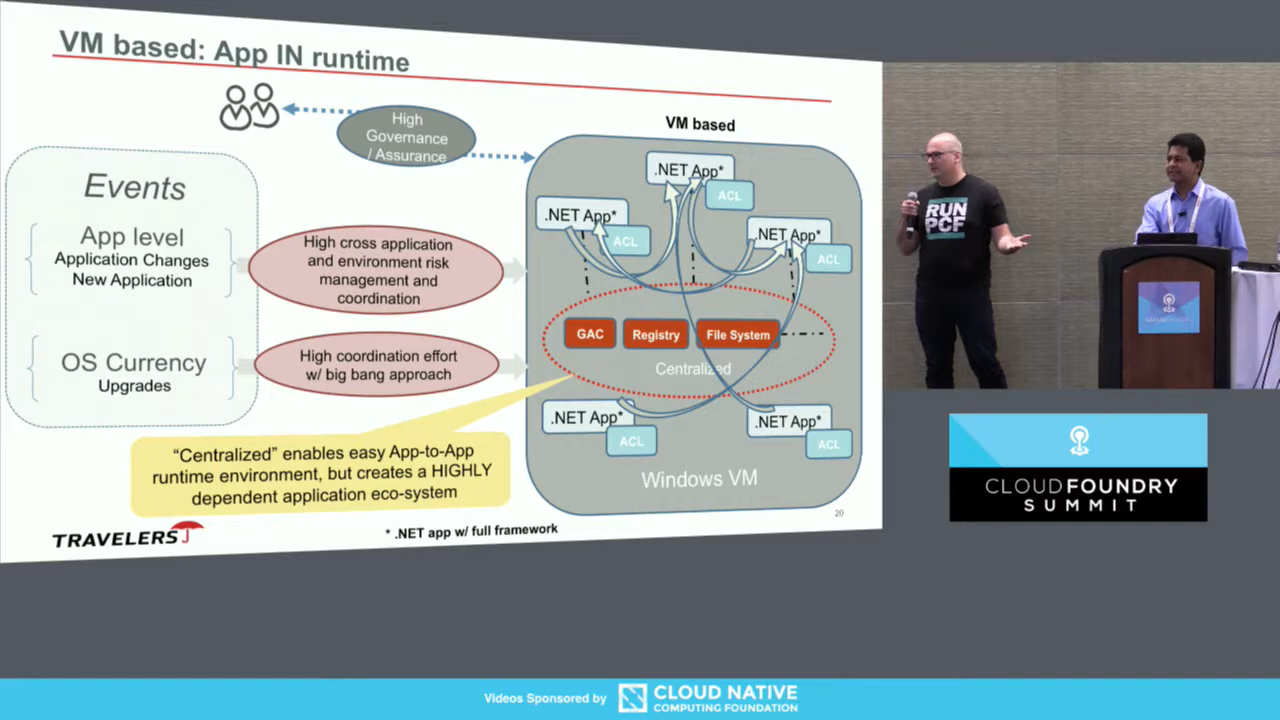 VM based: App IN runtime
High
Governance
/ Assurance
VM based
Events
App level
Application Changes
New Application
OS Currency
Upgrades
High cross application
and environment risk
management and
coordination
High coordination effort
w/ big bang approach
.NET App*
ACL
.NET App*
ACL
.NET App*
ACL
GAC
Registry
File System
Centralized
.NET App*
ACL
.NET App*
ACL
Windows VM
"Centralized" enables easy App-to-App
runtime environment, but creates a HIGHLY
dependent application eco-system
20
TRAVELERS
* .NET app w/ full framework
RUN
PCF
CLOUD FOUNDRY
SUMMIT
Videos Sponsored by
CLOUD NATIVE
COMPUTING FOUNDATION